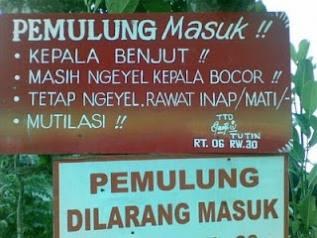 PEMULUNG Masuk !!
• KEPALA BENJUT !!
• MASIH NGEYEL KEPALA BOCOR !!
• TETAP NGEYEL. RAWAT INAP/MATI/-
• MUTILASI !!
TTD
TUTIN
RT. 06 RW. 30
PEMULUNG
DILARANG MASUK